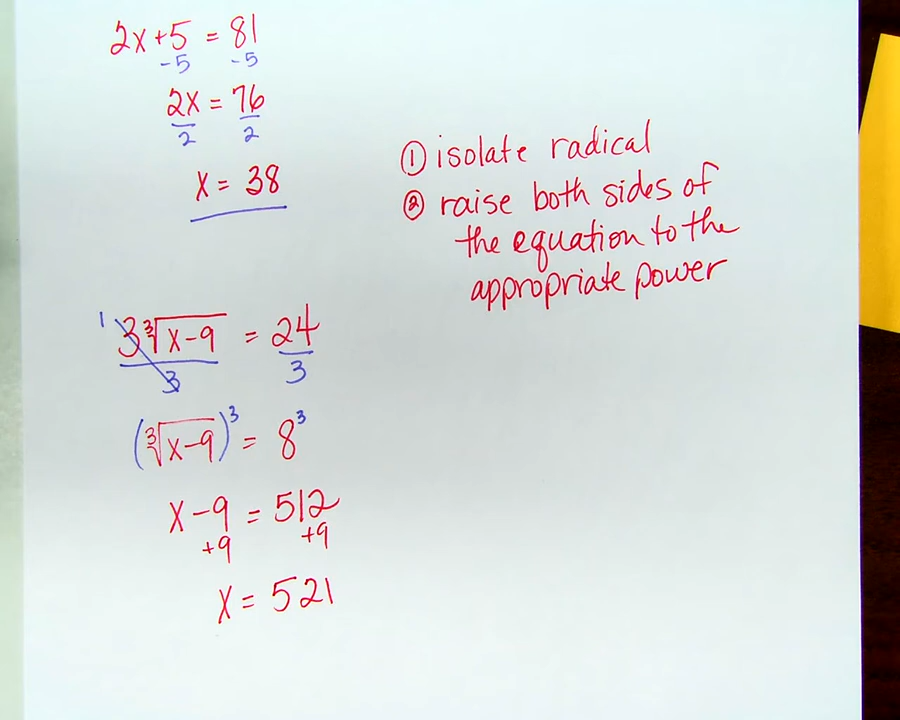 2x+5 = 81
-5 -5
2x = 76
2 2
x = 38
① isolate radical
② raise both sides of
the equation to the
appropriate power
1 3∛x-9 = 24
3 3
(∛x-9)³ = 8³
x-9 = 512
+9 +9
x = 521